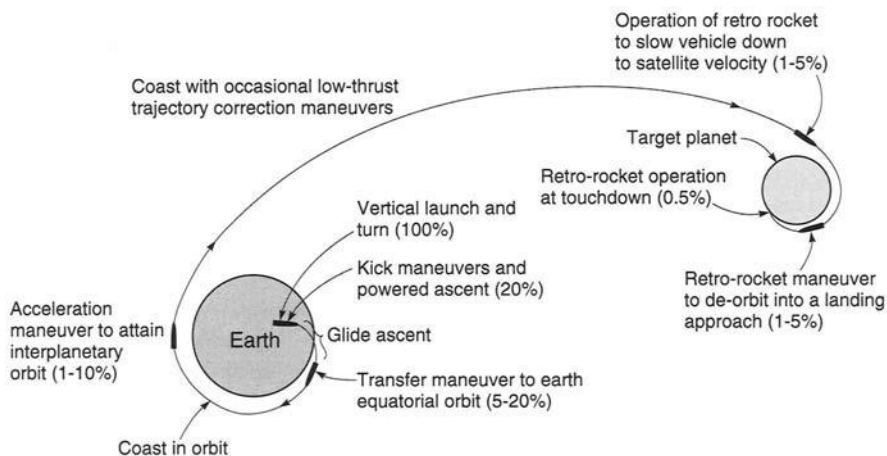 Operation of retro rocket
to slow vehicle down
to satellite velocity (1-5%)
Coast with occasional low-thrust
trajectory correction maneuvers
Target planet
Retro-rocket operation
at touchdown (0.5%)
Vertical launch and
turn (100%)
Kick maneuvers and
powered ascent (20%)
Retro-rocket maneuver
to de-orbit into a landing
approach (1-5%)
Acceleration
maneuver to attain
interplanetary
orbit (1-10%)
Earth
Glide ascent
Transfer maneuver to earth
equatorial orbit (5-20%)
Coast in orbit